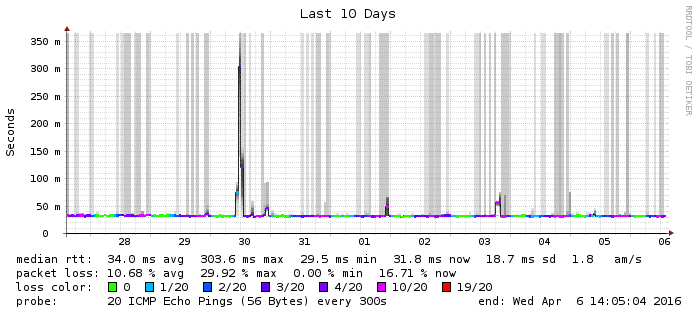 Last 10 Days
RRDTOOL / TOBI OETIKER
Seconds
350 m
300 m
250 m
200 m
150 m
100 m
50 m
0
28 29 30 31 01 02 03 04 05 06
median rtt: 34.0 ms avg 303.6 ms max 29.5 ms min 31.8 ms now 18.7 ms sd 1.8 am/s
packet loss: 10.68 % avg 29.92 % max 0.00 % min 16.71 % now
loss color: 0 1/20 2/20 3/20 4/20 10/20 19/20
probe: 20 ICMP Echo Pings (56 Bytes) every 300s end: Wed Apr 6 14:05:04 2016